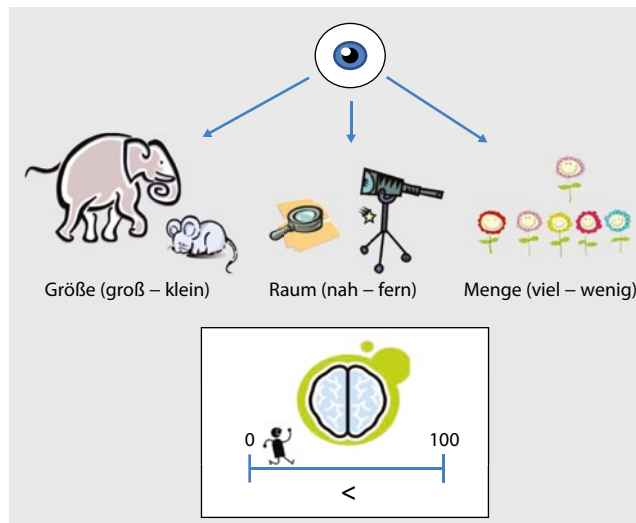 Größe (groß – klein)
Raum (nah – fern)
Menge (viel – wenig)
0
100
<